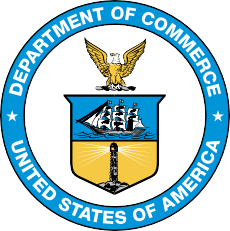 DEPARTMENT OF COMMERCE
UNITED STATES OF AMERICA